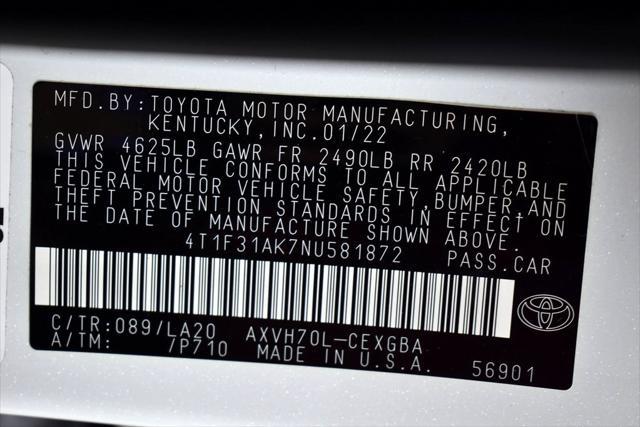 MFD.BY:TOYOTA MOTOR MANUFACTURING,
KENTUCKY,INC.01/22
GVWR 4625LB GAWR FR 2490LB RR 2420LB
THIS VEHICLE CONFORMS TO ALL APPLICABLE
FEDERAL MOTOR VEHICLE SAFETY,BUMPER,AND
THEFT PREVENTION STANDARDS IN EFFECT ON
THE DATE OF MANUFACTURE SHOWN ABOVE.
4T1F31AK7NU581872 PASS.CAR
C/TR:089/LA20 AXVH70L-CEXGBA
A/TM: /P710 MADE IN U.S.A. 56901